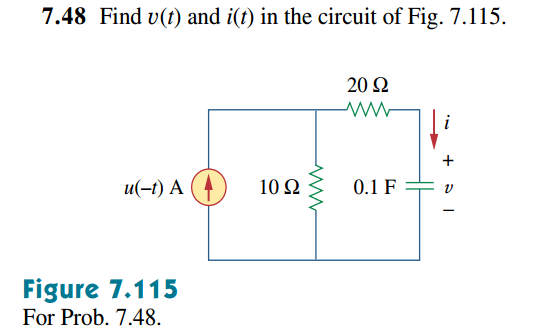 7.48 Find v(t) and i(t) in the circuit of Fig. 7.115.
20 Ω
i
+
u(–t) A
10 Ω
0.1 F
v
–
Figure 7.115
For Prob. 7.48.